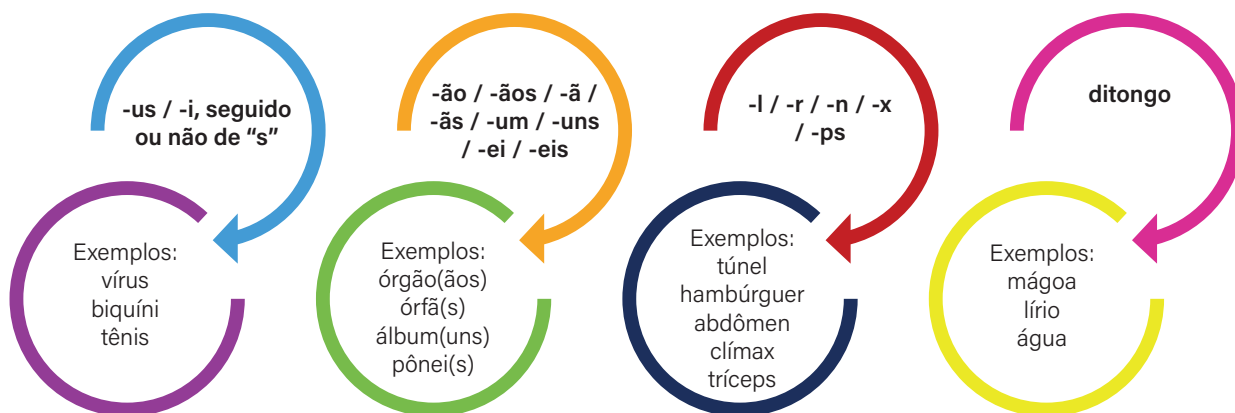 -us / -i, seguido
ou não de “s”
Exemplos:
vírus
biquíni
tênis
-ão / -ãos / -ã /
-ãs / -um / -uns
/ -ei / -eis
Exemplos:
órgão(ãos)
órfã(s)
álbum(uns)
pônei(s)
-l / -r / -n / -x
/ -ps
Exemplos:
túnel
hambúrguer
abdômen
clímax
tríceps
ditongo
Exemplos:
mágoa
lírio
água